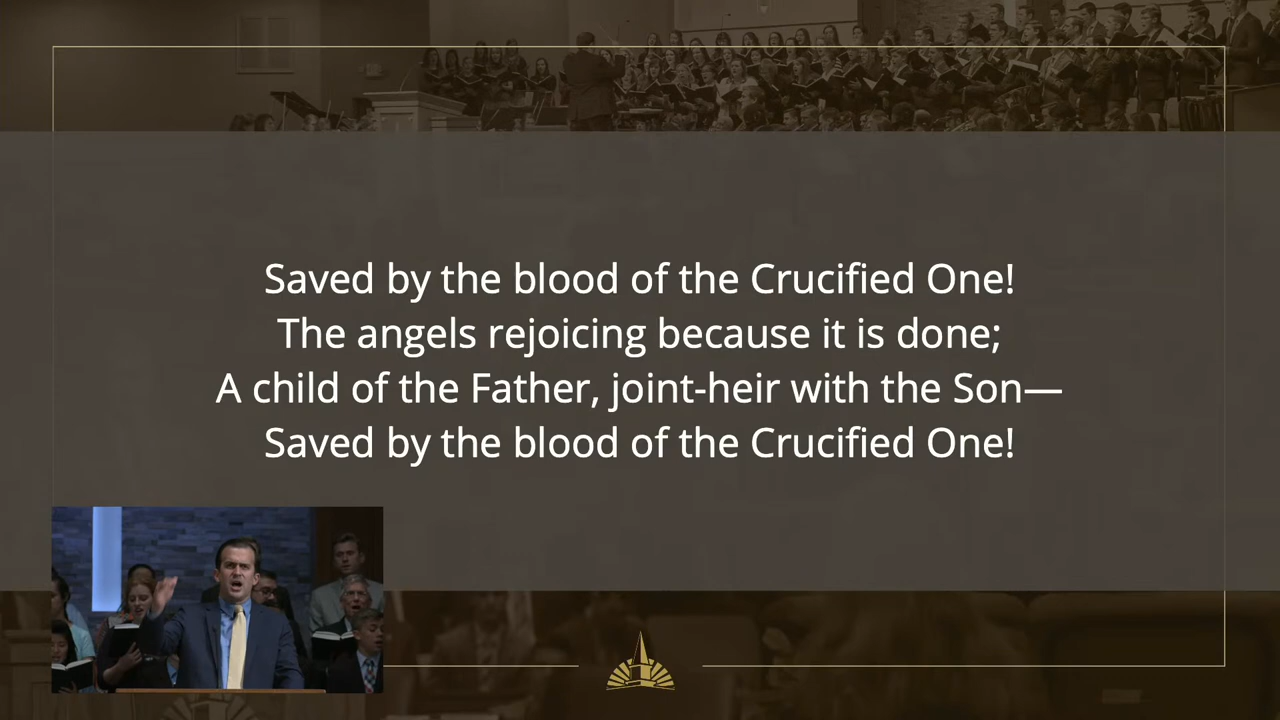 Saved by the blood of the Crucified One!
The angels rejoicing because it is done;
A child of the Father, joint-heir with the Son—
Saved by the blood of the Crucified One!